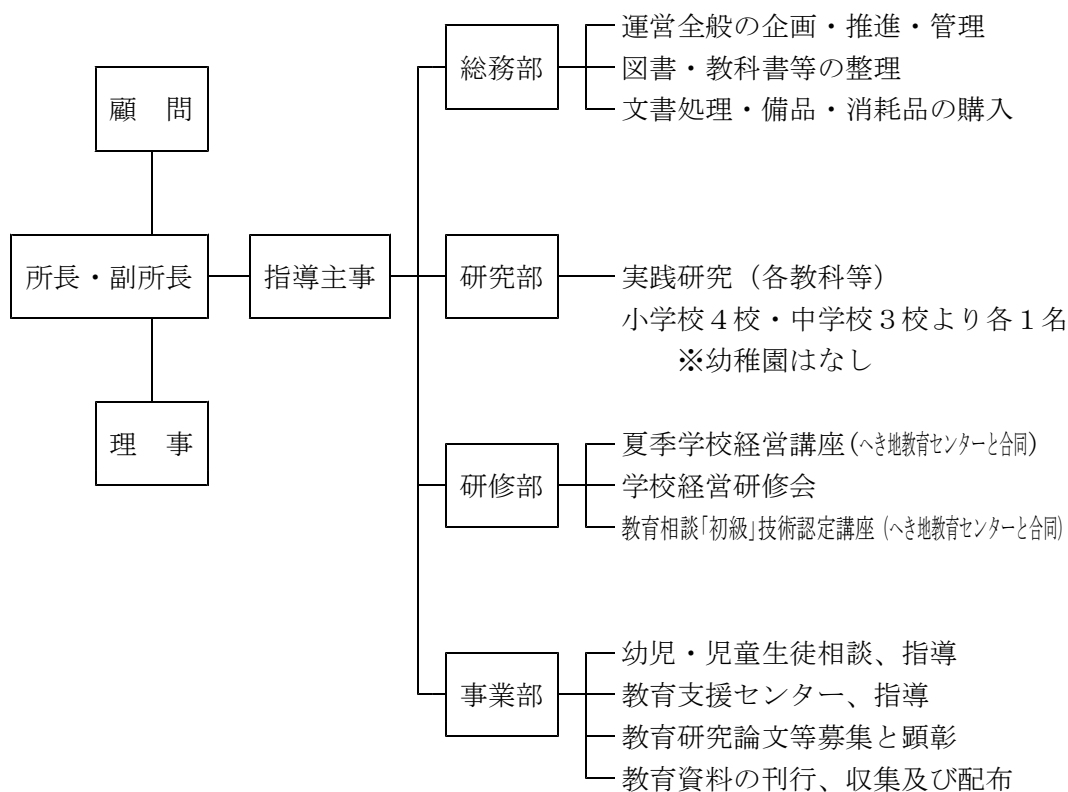 顧　問
所長・副所長
理　事
指導主事
総務部
運営全般の企画・推進・管理
図書・教科書等の整理
文書処理・備品・消耗品の購入
研究部
実践研究（各教科等）
小学校４校・中学校３校より各１名
※幼稚園はなし
研修部
夏季学校経営講座(へき地教育センターと合同)
学校経営研修会
教育相談「初級」技術認定講座(へき地教育センターと合同)
事業部
幼児・児童生徒相談、指導
教育支援センター、指導
教育研究論文等募集と顕彰
教育資料の刊行、収集及び配布